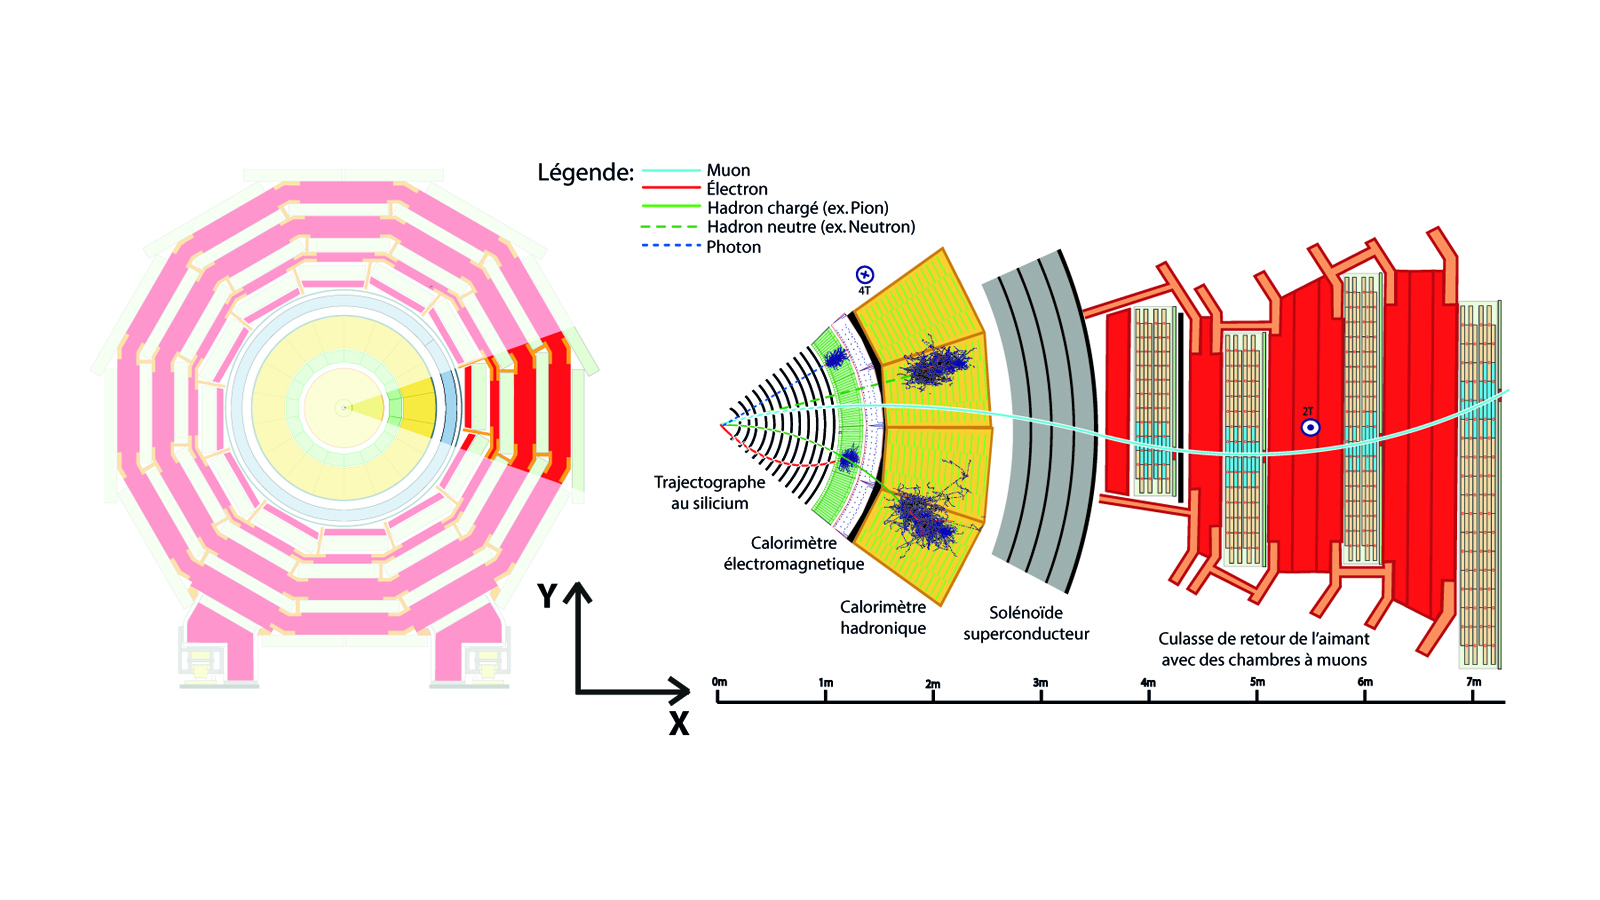 Légende:
Muon
Électron
Hadron chargé (ex. Pion)
Hadron neutre (ex. Neutron)
Photon
4T
2T
Trajectographe
au silicium
Calorimètre
électromagnetique
Calorimètre
hadronique
Solénoïde
superconducteur
Culasse de retour de l’aimant
avec des chambres à muons
Y
X
0m 1m 2m 3m 4m 5m 6m 7m